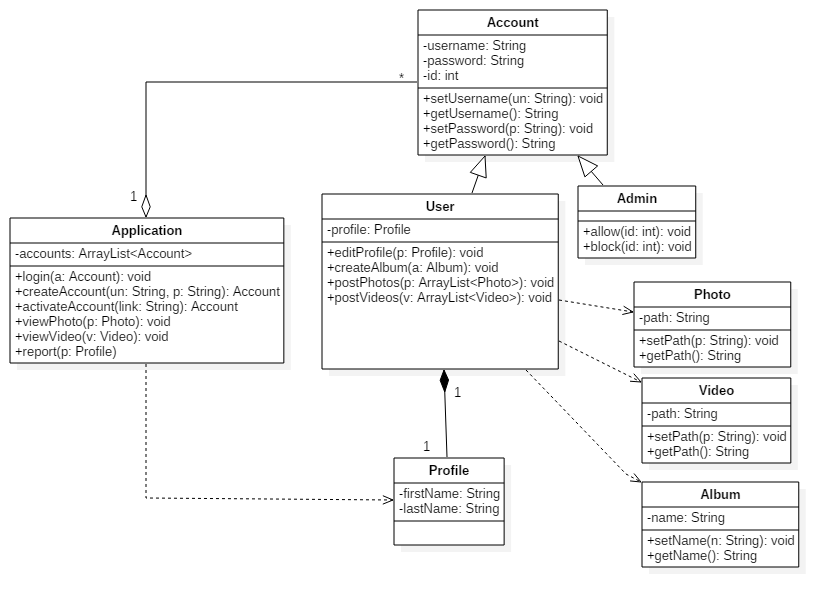 Account
-username: String
-password: String
-id: int
+setUsername(un: String): void
+getUsername(): String
+setPassword(p: String): void
+getPassword(): String
*
1
Application
-accounts: ArrayList<Account>
+login(a: Account): void
+createAccount(un: String, p: String): Account
+activateAccount(link: String): Account
+viewPhoto(p: Photo): void
+viewVideo(v: Video): void
+report(p: Profile)
User
-profile: Profile
+editProfile(p: Profile): void
+createAlbum(a: Album): void
+postPhotos(p: ArrayList<Photo>): void
+postVideos(v: ArrayList<Video>): void
Admin
+allow(id: int): void
+block(id: int): void
Photo
-path: String
+setPath(p: String): void
+getPath(): String
Video
-path: String
+setPath(p: String): void
+getPath(): String
1
1
Profile
-firstName: String
-lastName: String
Album
-name: String
+setName(n: String): void
+getName(): String